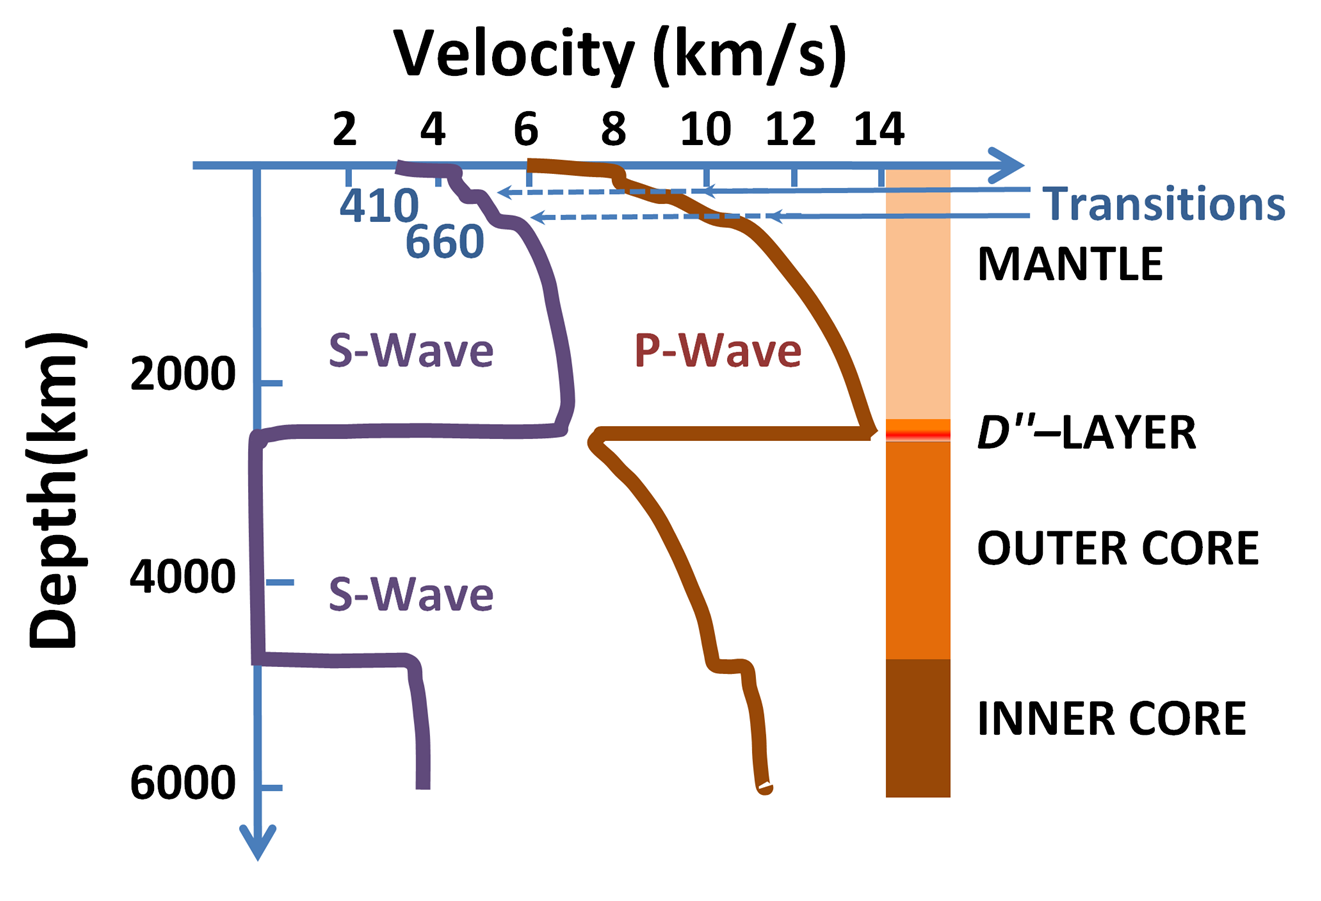 Velocity (km/s)
2 4 6 8 10 12 14
410
660
Transitions
MANTLE
S-Wave
P-Wave
2000
D″–LAYER
Depth(km)
OUTER CORE
4000
S-Wave
INNER CORE
6000